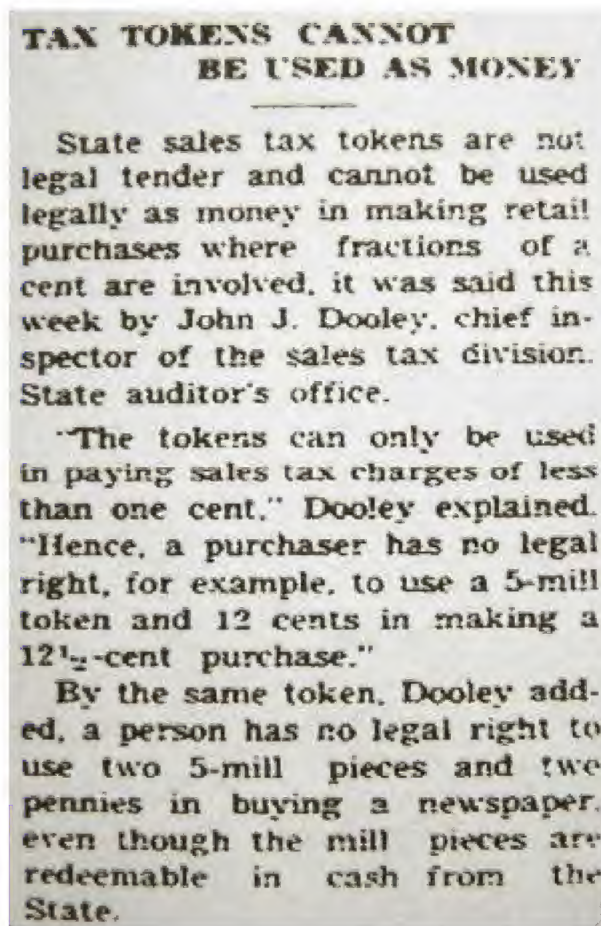 TAX TOKENS CANNOT
BE USED AS MONEY
State sales tax tokens are not
legal tender and cannot be used
legally as money in making retail
purchases where fractions of a
cent are involved, it was said this
week by John J. Dooley, chief in-
spector of the sales tax division.
State auditor's office.
"The tokens can only be used
in paying sales tax charges of less
than one cent," Dooley explained.
"Hence, a purchaser has no legal
right, for example, to use a 5-mill
token and 12 cents in making a
12½-cent purchase."
By the same token, Dooley add-
ed, a person has no legal right to
use two 5-mill pieces and two
pennies in buying a newspaper,
even though the mill pieces are
redeemable in cash from the
State.